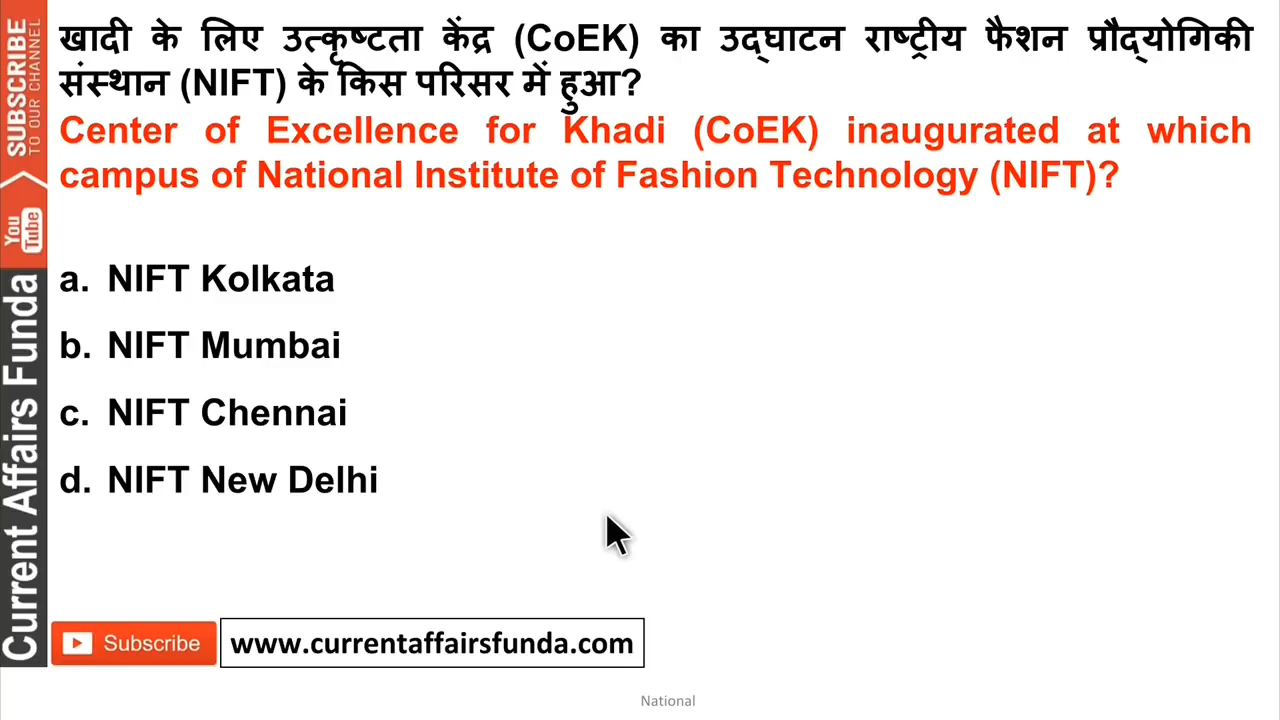 खादी के लिए उत्कृष्टता केंद्र (CoEK) का उद्घाटन राष्ट्रीय फैशन प्रौद्योगिकी
संस्थान (NIFT) के किस परिसर में हुआ?
Center of Excellence for Khadi (CoEK) inaugurated at which
campus of National Institute of Fashion Technology (NIFT)?
a. NIFT Kolkata
b. NIFT Mumbai
c. NIFT Chennai
d. NIFT New Delhi
SUBSCRIBE
TO OUR CHANNEL
You
Tube
Current Affairs Funda
Subscribe
www.currentaffairsfunda.com
National